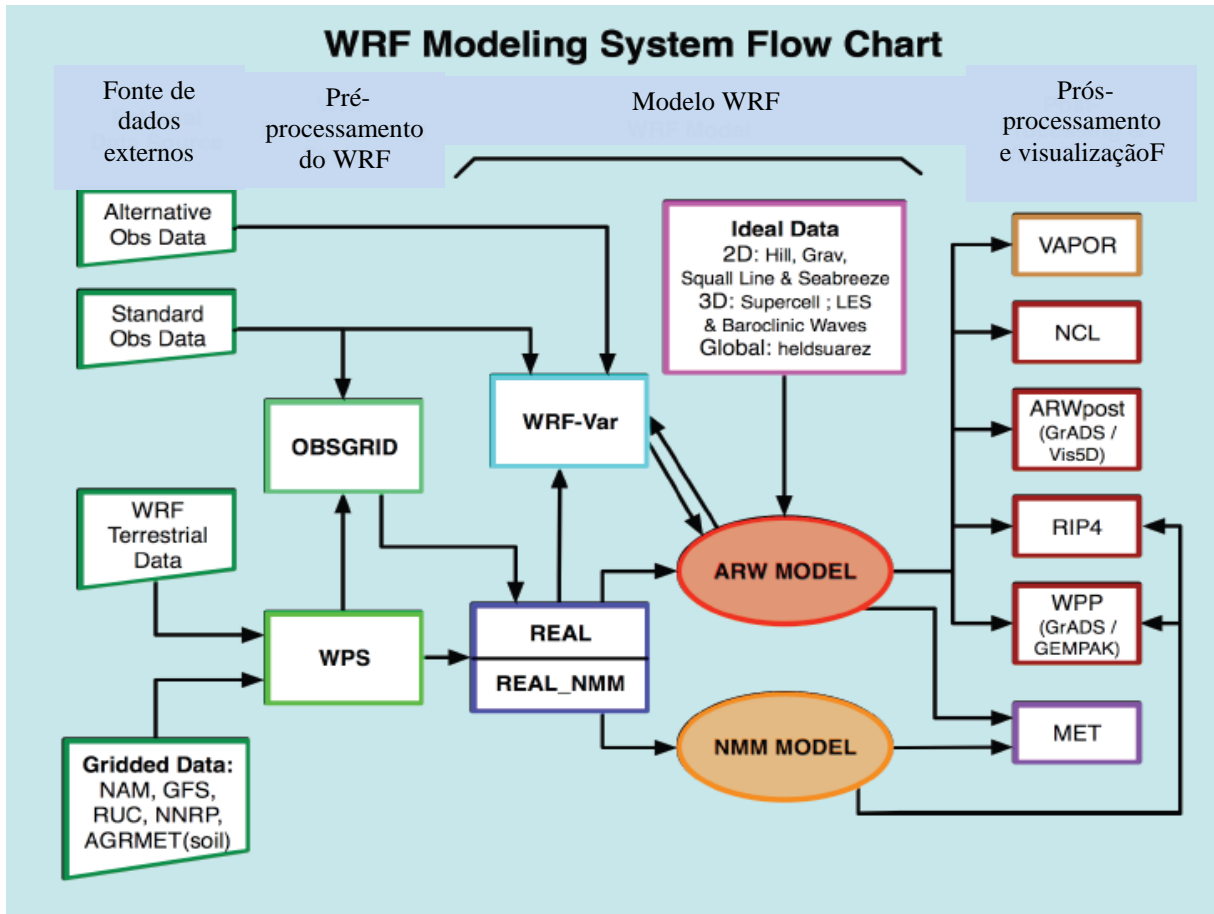 WRF Modeling System Flow Chart
Fonte de
dados
externos
Pré-
processamento
do WRF
Modelo WRF
Prós-
processamento
e visualizaçãoF
Alternative
Obs Data
Standard
Obs Data
WRF
Terrestrial
Data
Gridded Data:
NAM, GFS,
RUC, NNRP,
AGRMET(soil)
OBSGRID
WPS
WRF-Var
REAL
REAL_NMM
Ideal Data
2D: Hill, Grav,
Squall Line & Seabreeze
3D: Supercell ; LES
& Baroclinic Waves
Global: heldsuarez
ARW MODEL
NMM MODEL
VAPOR
NCL
ARWpost
(GrADS /
Vis5D)
RIP4
WPP
(GrADS /
GEMPAK)
MET